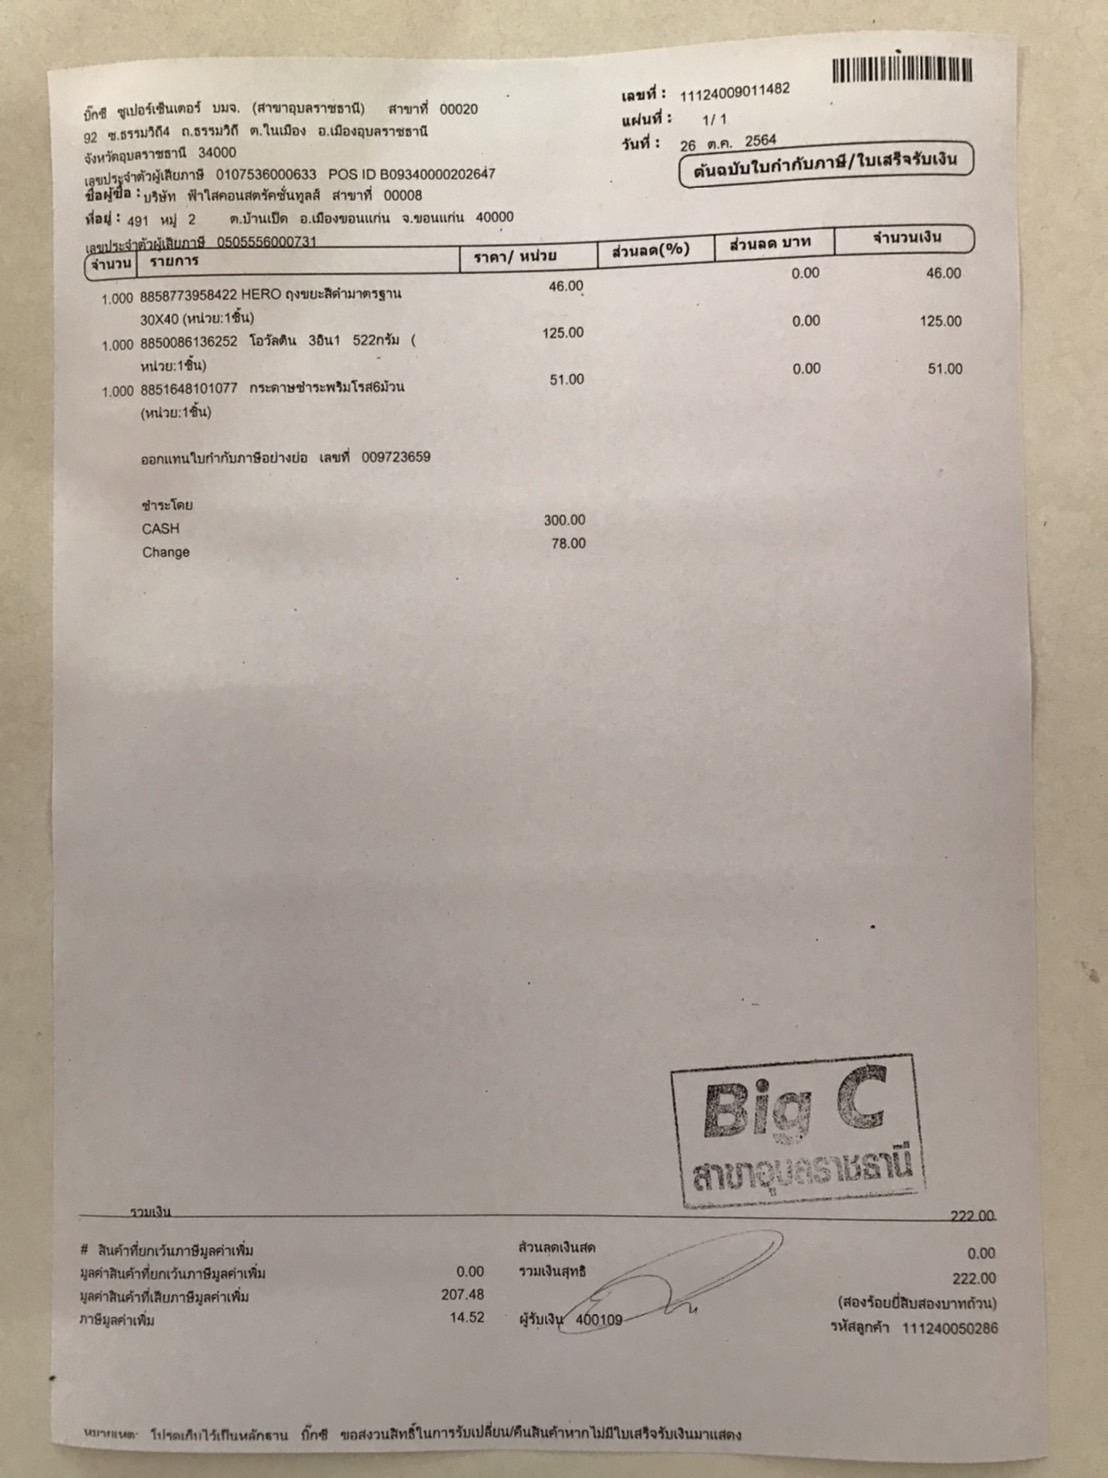 บิ๊กซี ซูเปอร์เซ็นเตอร์ บมจ. (สาขาอุบลราชธานี) สาขาที่ 00020
92 ซ.ธรรมวิถี4 ถ.ธรรมวิถี ต.ในเมือง อ.เมืองอุบลราชธานี
จังหวัดอุบลราชธานี 34000
เลขประจำตัวผู้เสียภาษี 0107536000633 POS ID B09340000202647
ชื่อผู้ซื้อ : บริษัท ฟ้าใสคอนสตรัคชั่นทูลส์ สาขาที่ 00008
ที่อยู่ : 491 หมู่ 2 ต.บ้านเป็ด อ.เมืองขอนแก่น จ.ขอนแก่น 40000
เลขประจำตัวผู้เสียภาษี 0505556000731
เลขที่ : 11124009011482
แผ่นที่ : 1/ 1
วันที่ : 26 ต.ค. 2564
ต้นฉบับใบกำกับภาษี/ใบเสร็จรับเงิน
จำนวน รายการ ราคา/ หน่วย ส่วนลด(%) ส่วนลด บาท จำนวนเงิน
1.000 8858773958422 HERO ถุงขยะสีดำมาตรฐาน 46.00 0.00 46.00
30X40 (หน่วย:1ชิ้น)
1.000 8850086136252 โอวัลติน 3อิน1 522กรัม ( 125.00 0.00 125.00
หน่วย:1ชิ้น)
1.000 8851648101077 กระดาษชำระพริมโรส6ม้วน 51.00 0.00 51.00
(หน่วย:1ชิ้น)
ออกแทนใบกำกับภาษีอย่างย่อ เลขที่ 009723659
ชำระโดย
CASH 300.00
Change 78.00
Big C
สาขาอุบลราชธานี
รวมเงิน 222.00
# สินค้าที่ยกเว้นภาษีมูลค่าเพิ่ม ส่วนลดเงินสด 0.00
มูลค่าสินค้าที่ยกเว้นภาษีมูลค่าเพิ่ม 0.00 รวมเงินสุทธิ 222.00
มูลค่าสินค้าที่เสียภาษีมูลค่าเพิ่ม 207.48 (สองร้อยยี่สิบสองบาทถ้วน)
ภาษีมูลค่าเพิ่ม 14.52 ผู้รับเงิน 400109 รหัสลูกค้า 111240050286
หมายเหตุ: โปรดเก็บไว้เป็นหลักฐาน บิ๊กซี ขอสงวนสิทธิ์ในการรับเปลี่ยน/คืนสินค้าหากไม่มีใบเสร็จรับเงินมาแสดง